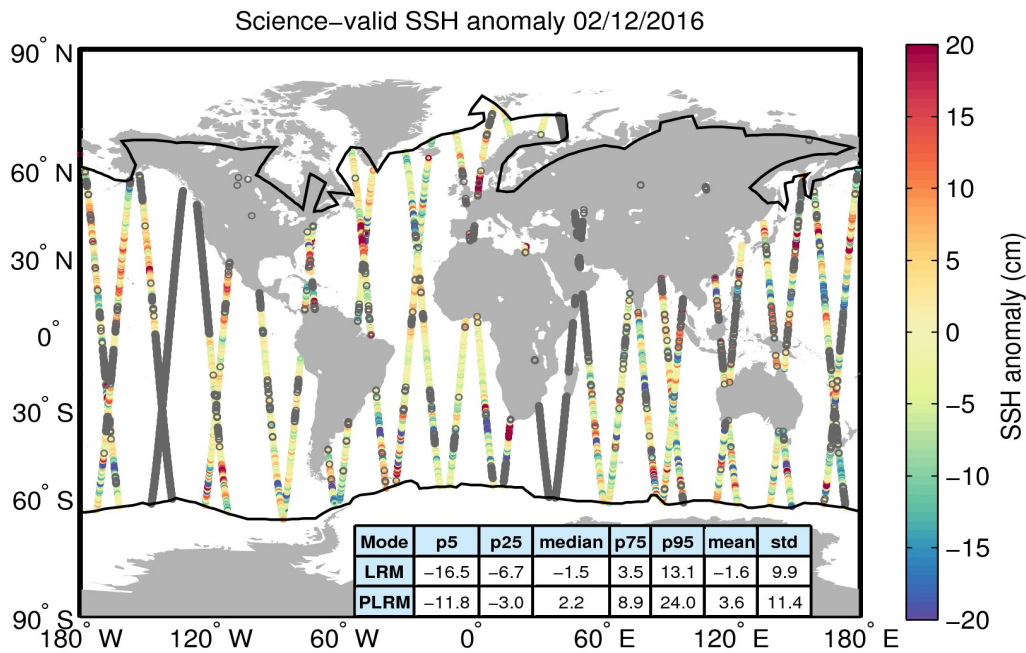 Science−valid SSH anomaly 02/12/2016
90° N
60° N
30° N
0°
30° S
60° S
90° S
180° W
120° W
60° W
0°
60° E
120° E
180° E
Mode p5 p25 median p75 p95 mean std
LRM −16.5 −6.7 −1.5 3.5 13.1 −1.6 9.9
PLRM −11.8 −3.0 2.2 8.9 24.0 3.6 11.4
20
15
10
5
0
−5
−10
−15
−20
SSH anomaly (cm)